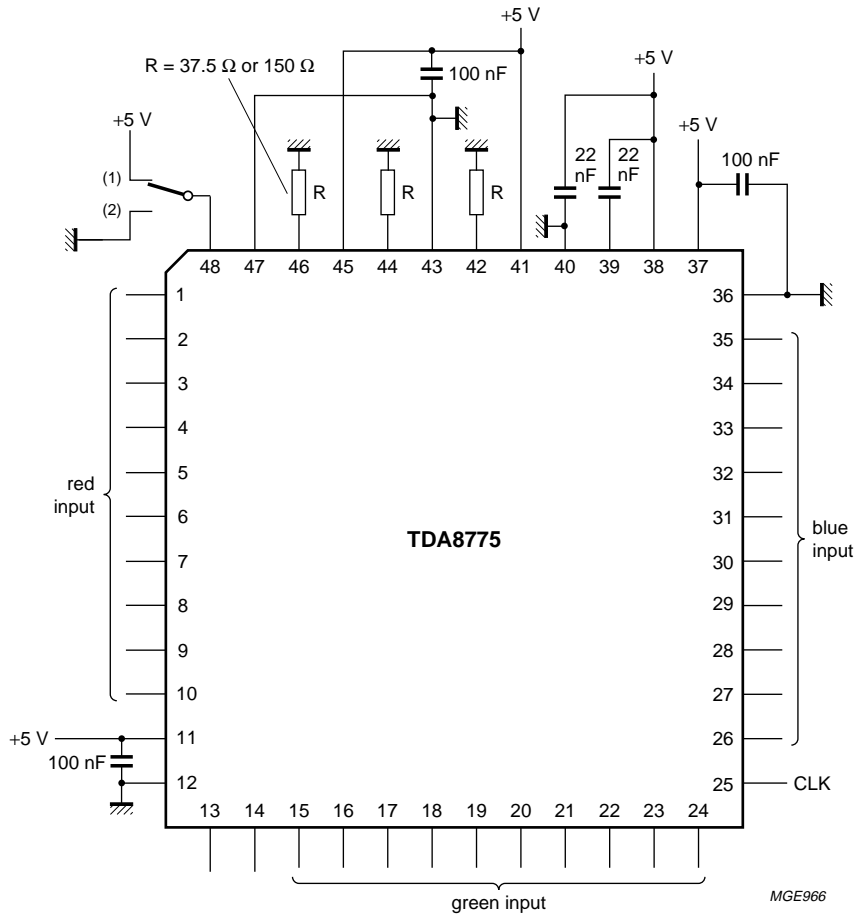 +5 V
R = 37.5 Ω or 150 Ω
100 nF
+5 V
+5 V
+5 V
(1)
(2)
R
R
R
22 nF
22 nF
100 nF
48 47 46 45 44 43 42 41 40 39 38 37
1
2
3
4
5
6
7
8
9
10
11
12
red
input
+5 V
100 nF
TDA8775
36
35
34
33
32
31
30
29
28
27
26
25
blue
input
CLK
13 14 15 16 17 18 19 20 21 22 23 24
green input
MGE966